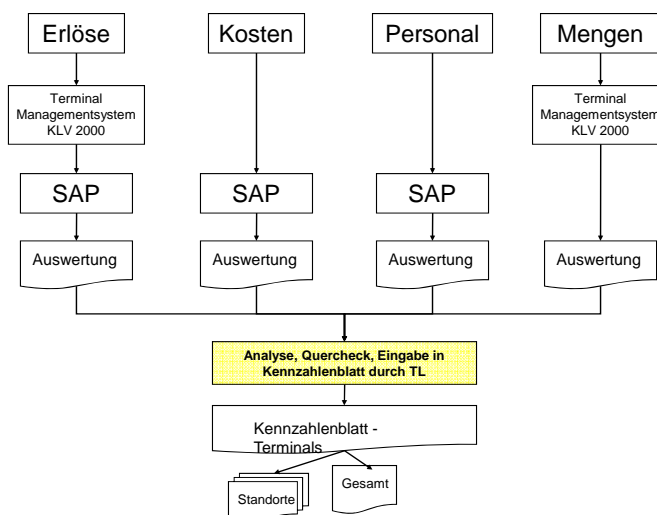 Erlöse
Kosten
Personal
Mengen
Terminal
Managementsystem
KLV 2000
Terminal
Managementsystem
KLV 2000
SAP
SAP
SAP
Auswertung
Auswertung
Auswertung
Auswertung
Analyse, Quercheck, Eingabe in
Kennzahlenblatt durch TL
Kennzahlenblatt -
Terminals
Standorte
Gesamt